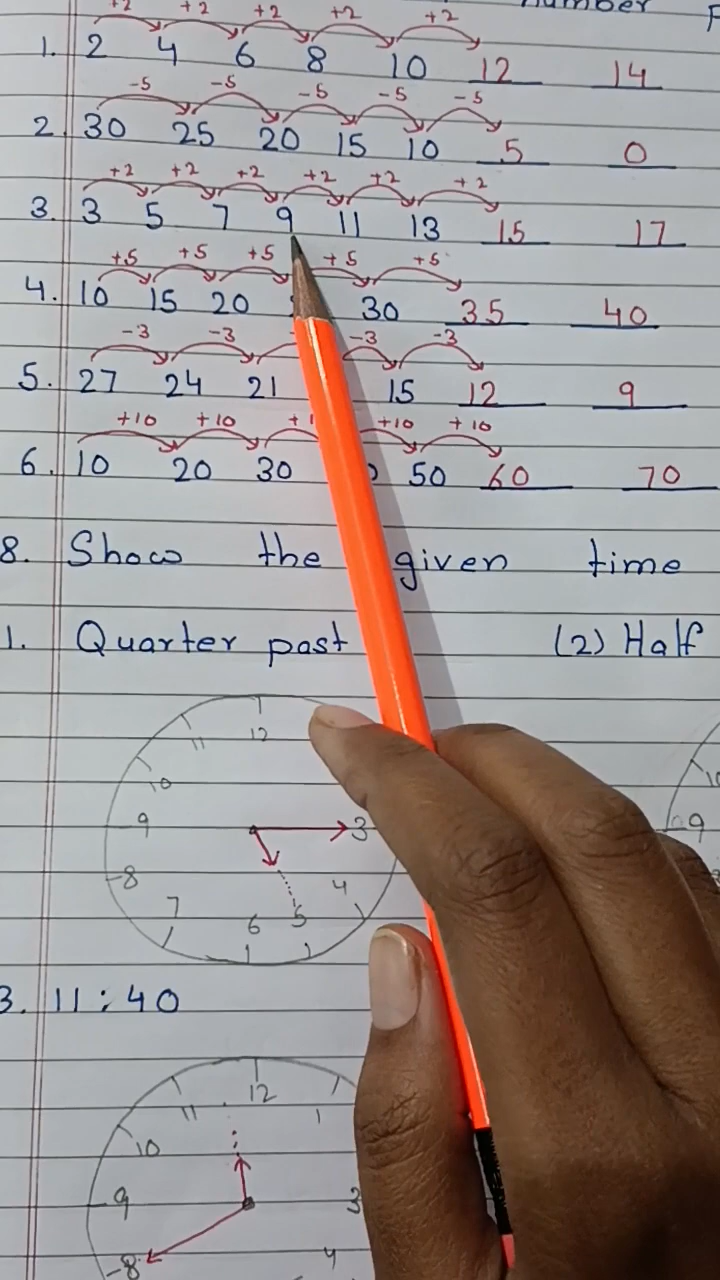 number
+2 +2 +2 +2 +2
1. 2 4 6 8 10 12 14
-5 -5 -5 -5 -5
2 30 25 20 15 10 5 0
+2 +2 +2 +2 +2 +2
3. 3 5 7 9 11 13 15 17
+5 +5 +5 +5 +5
4. 10 15 20 30 35 40
-3 -3 -3 -3
5. 27 24 21 15 12 9
+10 +10 +10 +10
6. 10 20 30 50 60 70
8. Show the given time
1. Quarter past (2) Half
12
11
10 10
9 3 9
8 4
7 6 5
3. 11:40
12
11 1
10
9 3
8 4